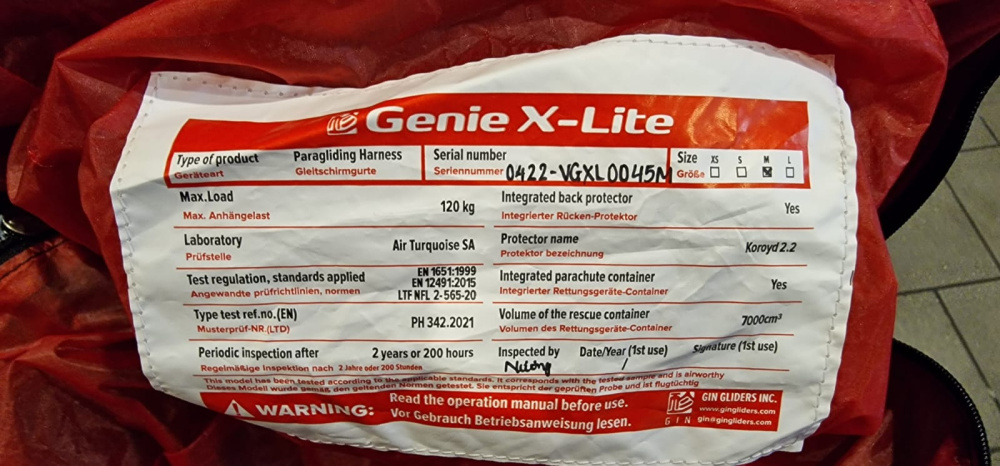 Genie X-Lite
Type of product Paragliding Harness
Geräteart Gleitschirmgurte
Serial number
Seriennummer 0422-VGXL0045M
Size XS S M L
Größe
Max.Load 120 kg
Max. Anhängelast
Integrated back protector Yes
Integrierter Rücken-Protektor
Laboratory Air Turquoise SA
Prüfstelle
Protector name Koroyd 2.2
Protektor bezeichnung
Test regulation, standards applied
Angewandte prüfrichtlinien, normen
EN 1651:1999
EN 12491:2015
LTF NFL 2-565-20
Integrated parachute container Yes
Integrierter Rettungsgeräte-Container
Type test ref.no.(EN) PH 342.2021
Musterprüf-NR.(LTD)
Volume of the rescue container 7000cm³
Volumen des Rettungsgeräte-Container
Periodic inspection after 2 years or 200 hours
Regelmäßige Inspektion nach 2 Jahre oder 200 Stunden
Inspected by Date/Year (1st use) Signature (1st use)
/
This model has been tested according to the applicable standards. It corresponds with the tested sample and is airworthy
Dieses Modell wurde gemäß den geltenden Normen getestet. Sie entspricht der geprüften Probe und ist flugtüchtig
WARNING: Read the operation manual before use.
Vor Gebrauch Betriebsanweisung lesen.
GIN
GIN GLIDERS INC.
www.gingliders.com
gin@gingliders.com